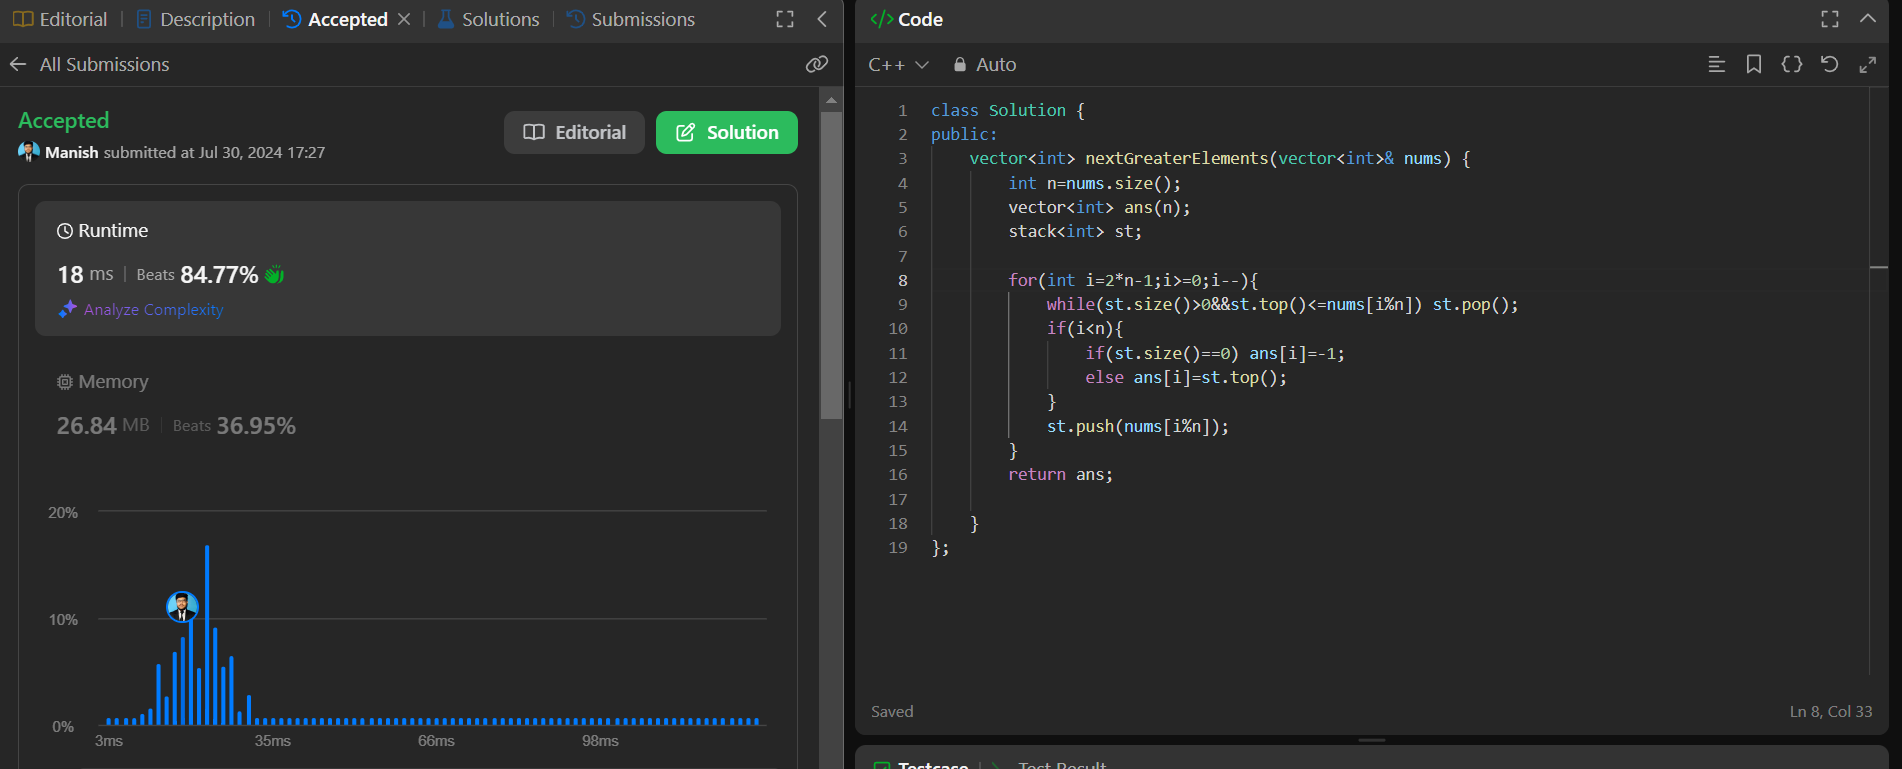 Editorial
Description
Accepted
Solutions
Submissions
All Submissions
Accepted
Manish submitted at Jul 30, 2024 17:27
Editorial
Solution
Runtime
18 ms | Beats 84.77%
Analyze Complexity
Memory
26.84 MB | Beats 36.95%
20%
10%
0%
3ms
35ms
66ms
98ms
</> Code
C++
Auto
1 class Solution {
2 public:
3     vector<int> nextGreaterElements(vector<int>& nums) {
4         int n=nums.size();
5         vector<int> ans(n);
6         stack<int> st;
7
8         for(int i=2*n-1;i>=0;i--){
9             while(st.size()>0&&st.top()<=nums[i%n]) st.pop();
10             if(i<n){
11                 if(st.size()==0) ans[i]=-1;
12                 else ans[i]=st.top();
13             }
14             st.push(nums[i%n]);
15         }
16         return ans;
17
18     }
19 };
Saved
Ln 8, Col 33
Testcase
Test Result